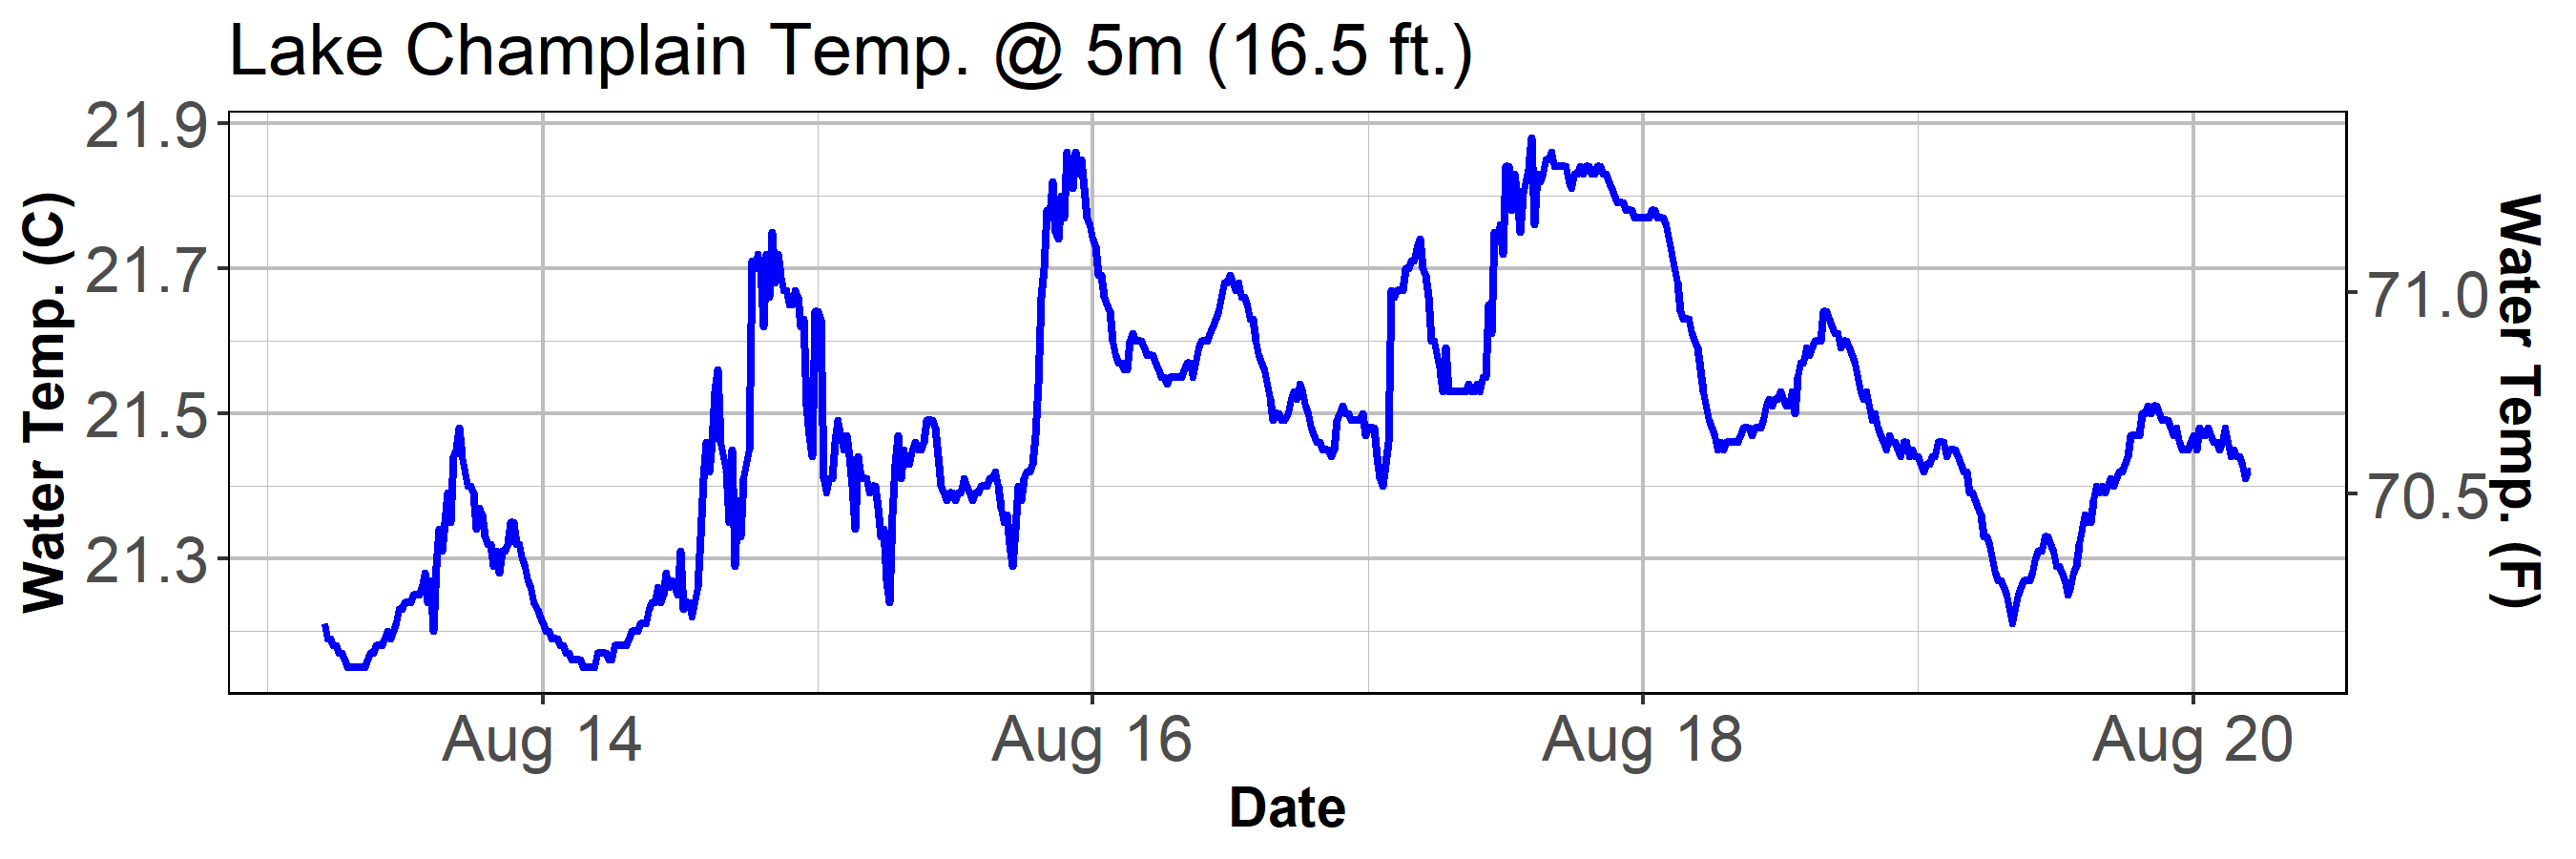 Lake Champlain Temp. @ 5m (16.5 ft.)
Water Temp. (C)
21.9
21.7
21.5
21.3
71.0
70.5
Water Temp. (F)
Aug 14
Aug 16
Aug 18
Aug 20
Date